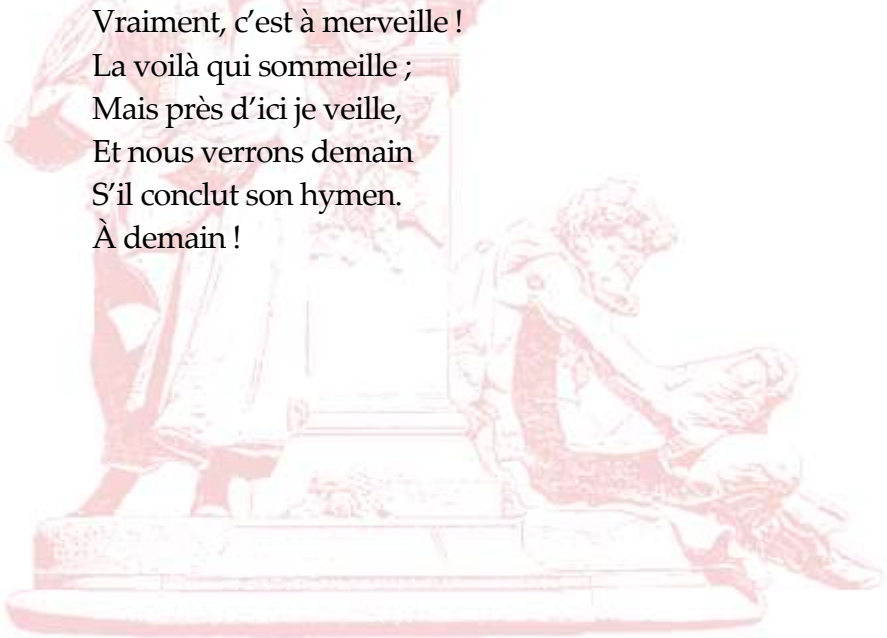 Vraiment, c’est à merveille !
La voilà qui sommeille ;
Mais près d’ici je veille,
Et nous verrons demain
S’il conclut son hymen.
À demain !